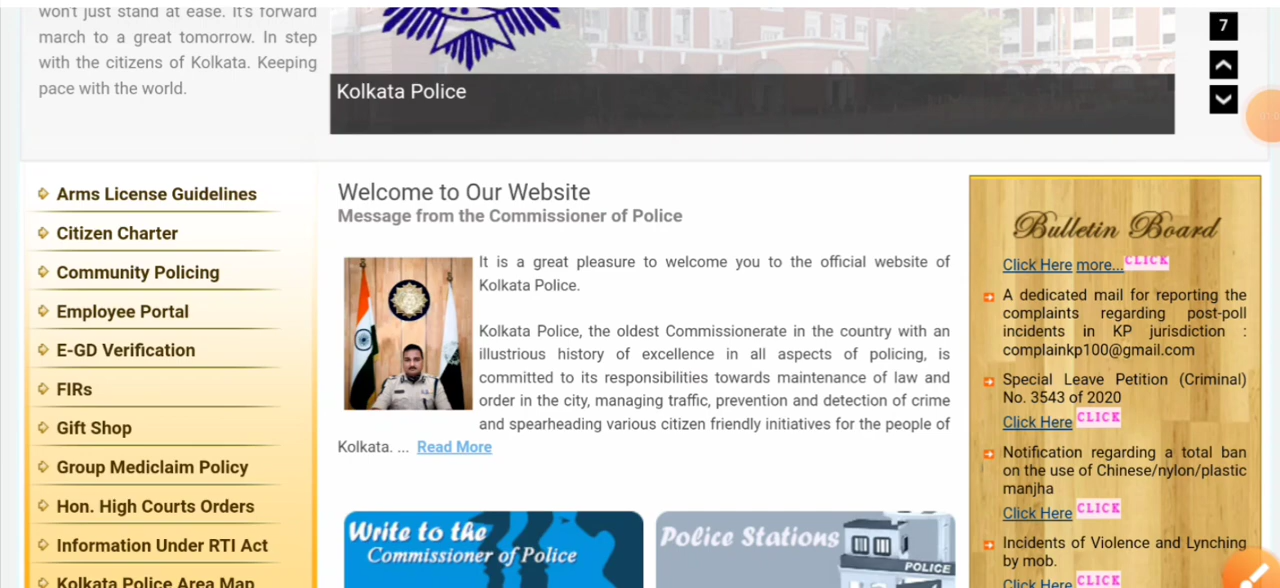 won't just stand at ease. It's forward
march to a great tomorrow. In step
with the citizens of Kolkata. Keeping
pace with the world.
Kolkata Police
7
Arms License Guidelines
Citizen Charter
Community Policing
Employee Portal
E-GD Verification
FIRs
Gift Shop
Group Mediclaim Policy
Hon. High Courts Orders
Information Under RTI Act
Kolkata Police Area Map
Welcome to Our Website
Message from the Commissioner of Police
It is a great pleasure to welcome you to the official website of
Kolkata Police.
Kolkata Police, the oldest Commissionerate in the country with an
illustrious history of excellence in all aspects of policing, is
committed to its responsibilities towards maintenance of law and
order in the city, managing traffic, prevention and detection of crime
and spearheading various citizen friendly initiatives for the people of
Kolkata. ... Read More
Write to the
Commissioner of Police
Police Stations
POLICE
Bulletin Board
Click Here more... CLICK
A dedicated mail for reporting the
complaints regarding post-poll
incidents in KP jurisdiction :
complainkp100@gmail.com
Special Leave Petition (Criminal)
No. 3543 of 2020
Click Here CLICK
Notification regarding a total ban
on the use of Chinese/nylon/plastic
manjha
Click Here CLICK
Incidents of Violence and Lynching
by mob.
Click Here CLICK